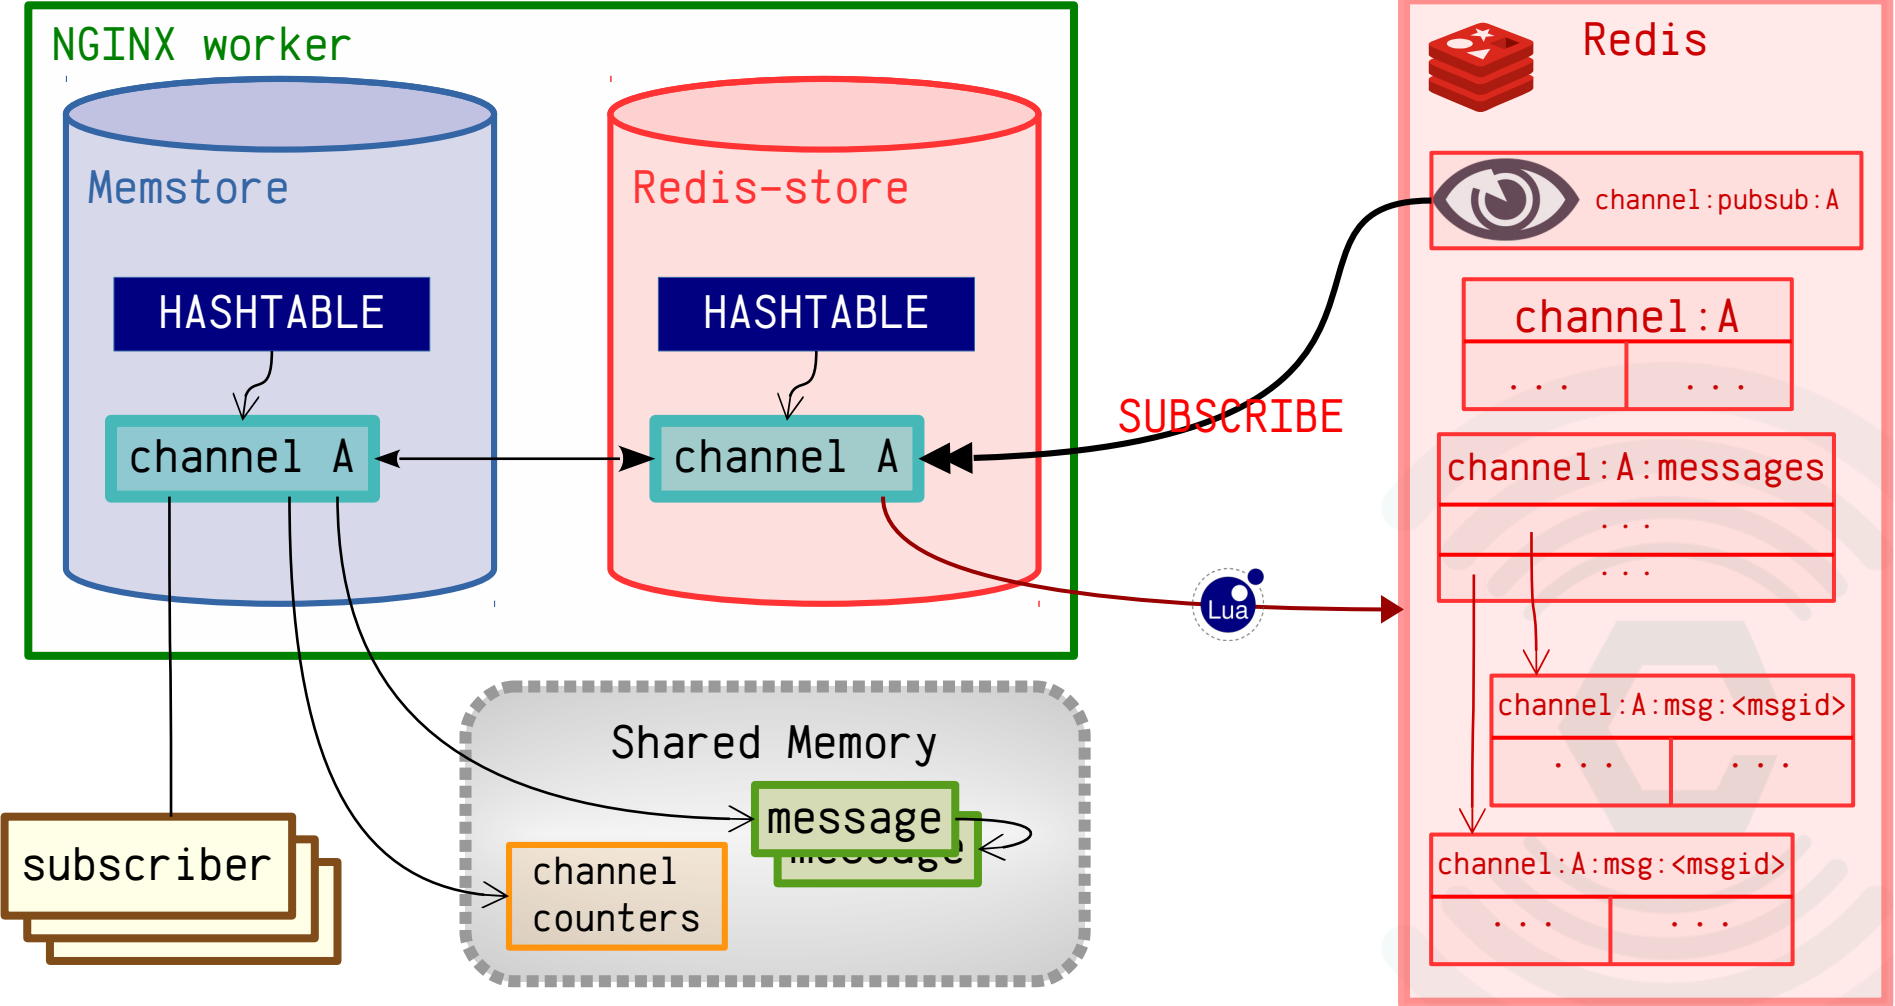 NGINX worker
Memstore
HASHTABLE
channel A
Redis-store
HASHTABLE
channel A
SUBSCRIBE
Lua
subscriber
Shared Memory
message
message
channel
counters
Redis
channel:pubsub:A
channel:A
... ...
channel:A:messages
...
...
channel:A:msg:<msgid>
... ...
channel:A:msg:<msgid>
... ...